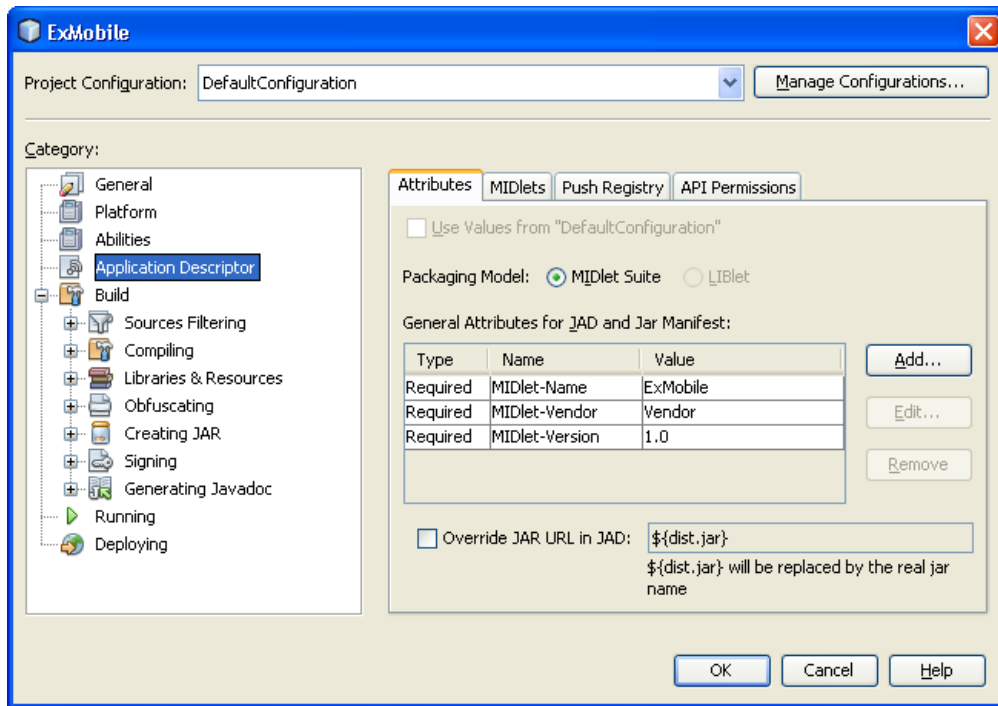 ExMobile
Project Configuration: DefaultConfiguration Manage Configurations...
Category:
General
Platform
Abilities
Application Descriptor
Build
Sources Filtering
Compiling
Libraries & Resources
Obfuscating
Creating JAR
Signing
Generating Javadoc
Running
Deploying
Attributes MIDlets Push Registry API Permissions
Use Values from "DefaultConfiguration"
Packaging Model: MIDlet Suite LIBlet
General Attributes for JAD and Jar Manifest:
Type Name Value
Required MIDlet-Name ExMobile
Required MIDlet-Vendor Vendor
Required MIDlet-Version 1.0
Add...
Edit...
Remove
Override JAR URL in JAD: ${dist.jar}
${dist.jar} will be replaced by the real jar
name
OK Cancel Help